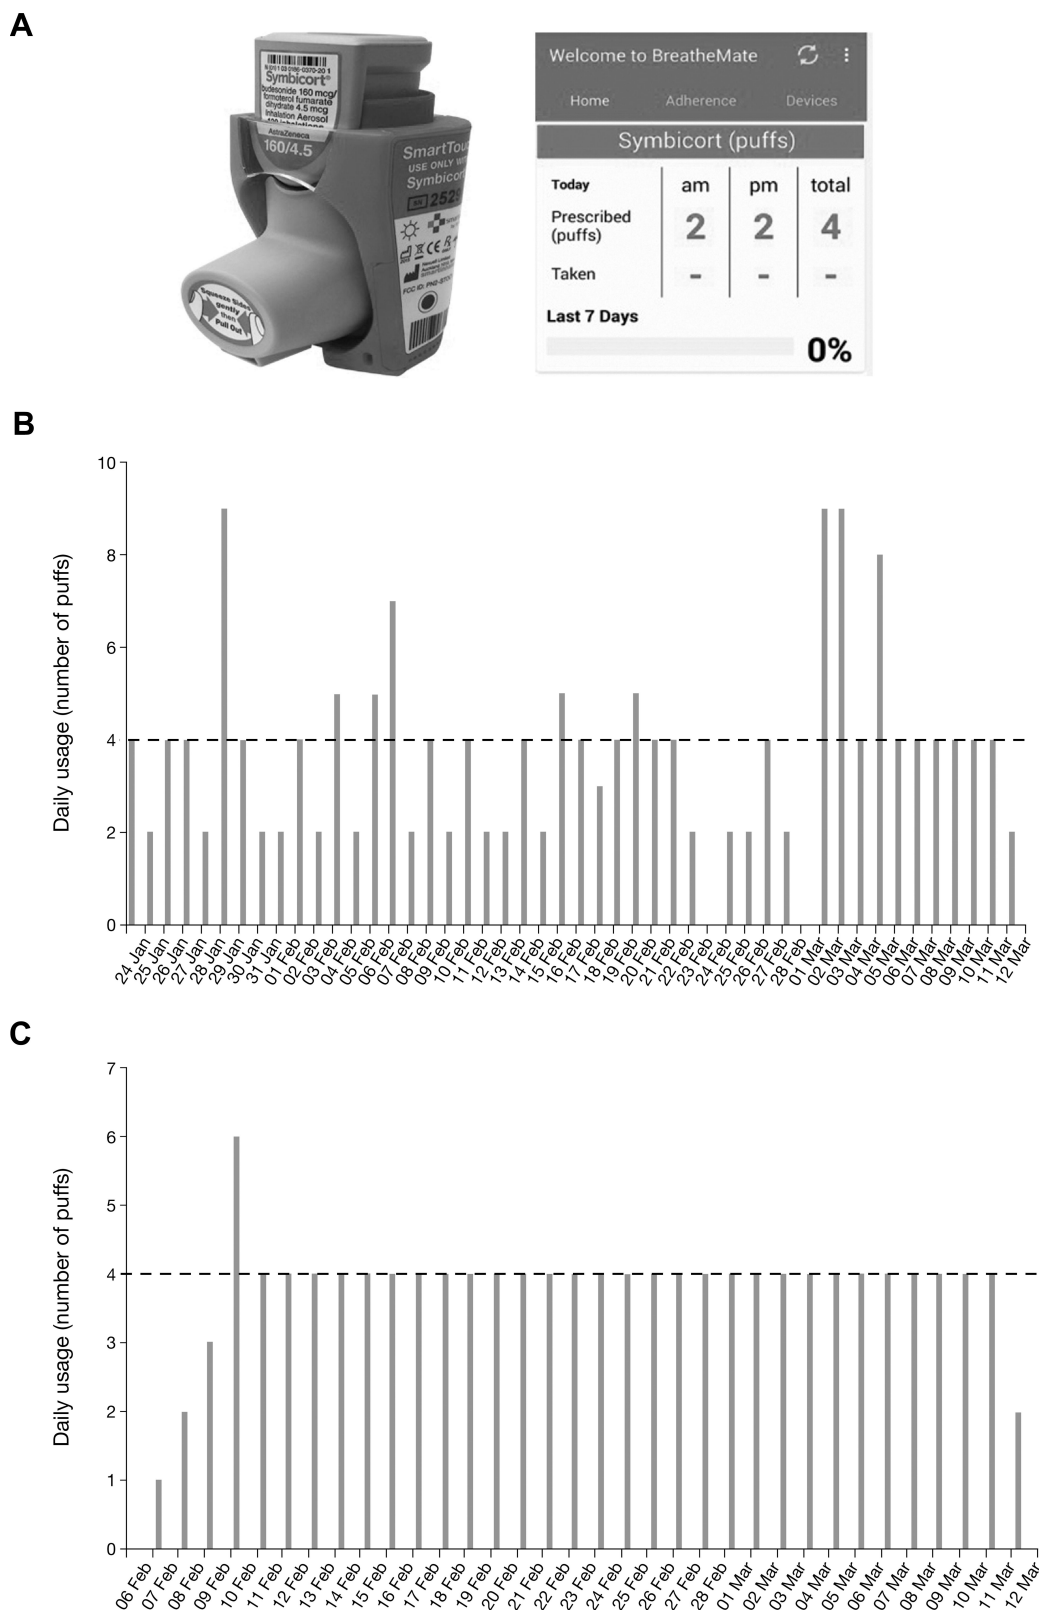 A
Symbicort®
budesonide 160 mcg/
formoterol fumarate
dihydrate 4.5 mcg
Inhalation Aerosol
AstraZeneca
160/4.5
SmartTou
USE ONLY W
Symbicort
SN 2529
FCC ID:
Squeeze Sides
gently
then
Pull Out
Welcome to BreatheMate
Home Adherence Devices
Symbicort (puffs)
Today am pm total
Prescribed
(puffs) 2 2 4
Taken - - -
Last 7 Days
0%
B
Daily usage (number of puffs)
10
8
6
4
2
0
24 Jan 25 Jan 26 Jan 27 Jan 28 Jan 29 Jan 30 Jan 31 Jan 01 Feb 02 Feb 03 Feb 04 Feb 05 Feb 06 Feb 07 Feb 08 Feb 09 Feb 10 Feb 11 Feb 12 Feb 13 Feb 14 Feb 15 Feb 16 Feb 17 Feb 18 Feb 19 Feb 20 Feb 21 Feb 22 Feb 23 Feb 24 Feb 25 Feb 26 Feb 27 Feb 28 Feb 01 Mar 02 Mar 03 Mar 04 Mar 05 Mar 06 Mar 07 Mar 08 Mar 09 Mar 10 Mar 11 Mar 12 Mar
C
Daily usage (number of puffs)
7
6
5
4
3
2
1
0
06 Feb 07 Feb 08 Feb 09 Feb 10 Feb 11 Feb 12 Feb 13 Feb 14 Feb 15 Feb 16 Feb 17 Feb 18 Feb 19 Feb 20 Feb 21 Feb 22 Feb 23 Feb 24 Feb 25 Feb 26 Feb 27 Feb 28 Feb 01 Mar 02 Mar 03 Mar 04 Mar 05 Mar 06 Mar 07 Mar 08 Mar 09 Mar 10 Mar 11 Mar 12 Mar